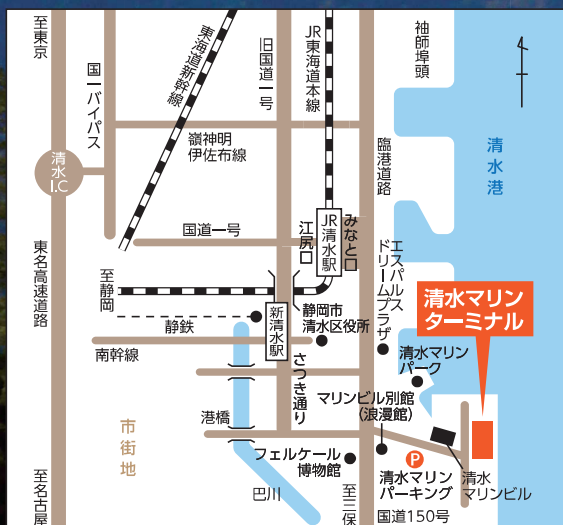 至東京
国一バイパス
東海道新幹線
旧国道一号
JR東海道本線
袖師埠頭
清水港
嶺神明
伊佐布線
臨港道路
清水
I.C
国道一号
江尻口
JR清水駅
みなと口
東名高速道路
至静岡
エスパルス
ドリームプラザ
清水マリン
ターミナル
静鉄
新清水駅
静岡市
清水区役所
南幹線
清水マリン
パーク
さつき通り
マリンビル別館
(浪漫館)
市街地
港橋
フェルケール
博物館
P
清水マリン
パーキング
清水
マリンビル
巴川
至三保
国道150号
至名古屋